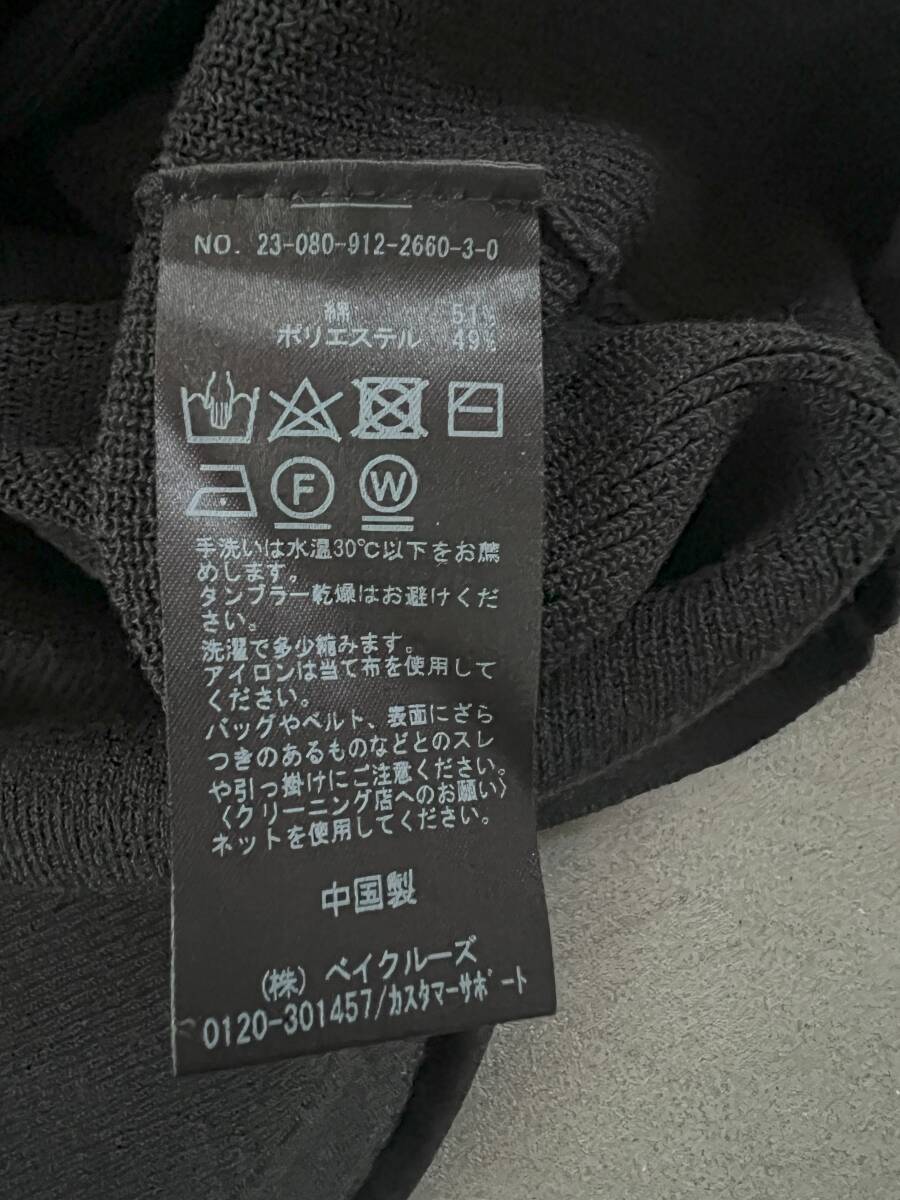 NO. 23-080-912-2660-3-0
綿 51%
ポリエステル 49%
F W
手洗いは水温30℃以下をお薦
めします。
タンブラー乾燥はお避けくだ
さい。
洗濯で多少縮みます。
アイロンは当て布を使用して
ください。
バッグやベルト、表面にざら
つきのあるものなどとのスレ
や引っ掛けにご注意ください。
〈クリーニング店へのお願い〉
ネットを使用してください。
中国製
(株) ベイクルーズ
0120-301457/カスタマーサポート